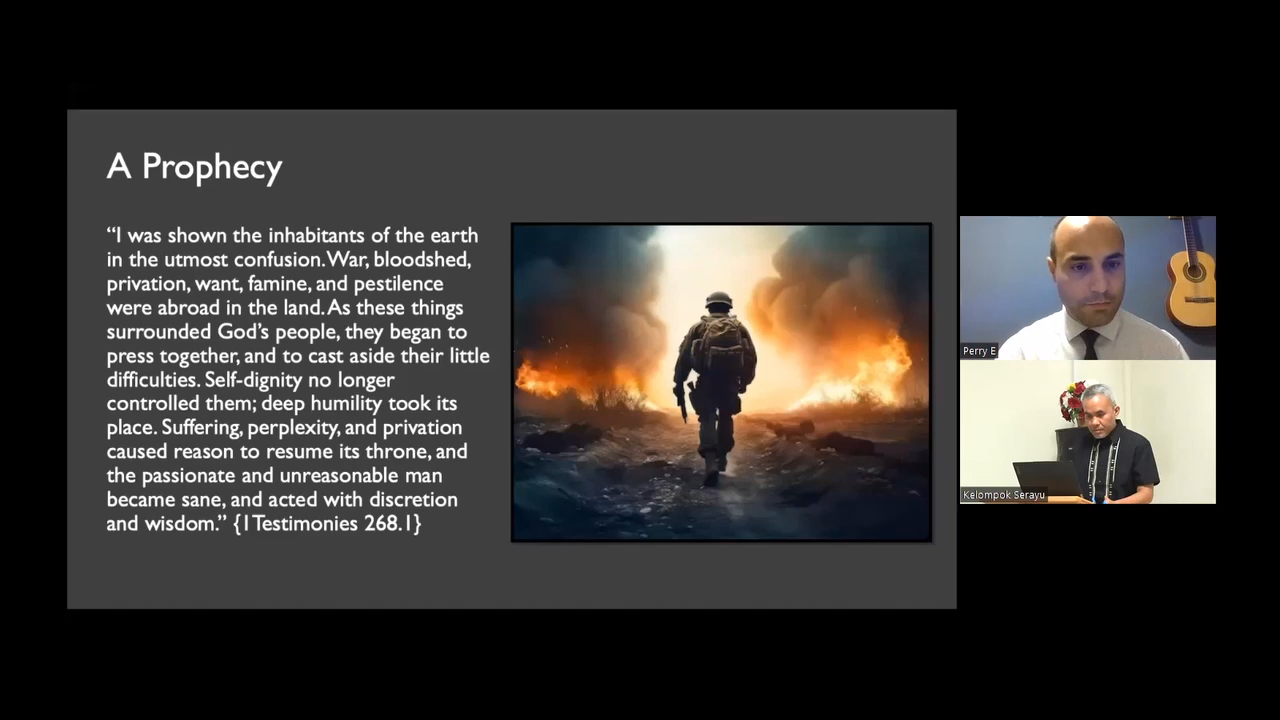 A Prophecy
“I was shown the inhabitants of the earth
in the utmost confusion. War, bloodshed,
privation, want, famine, and pestilence
were abroad in the land. As these things
surrounded God’s people, they began to
press together, and to cast aside their little
difficulties. Self-dignity no longer
controlled them; deep humility took its
place. Suffering, perplexity, and privation
caused reason to resume its throne, and
the passionate and unreasonable man
became sane, and acted with discretion
and wisdom.” {1Testimonies 268.1}
Perry E
Kelompok Serayu